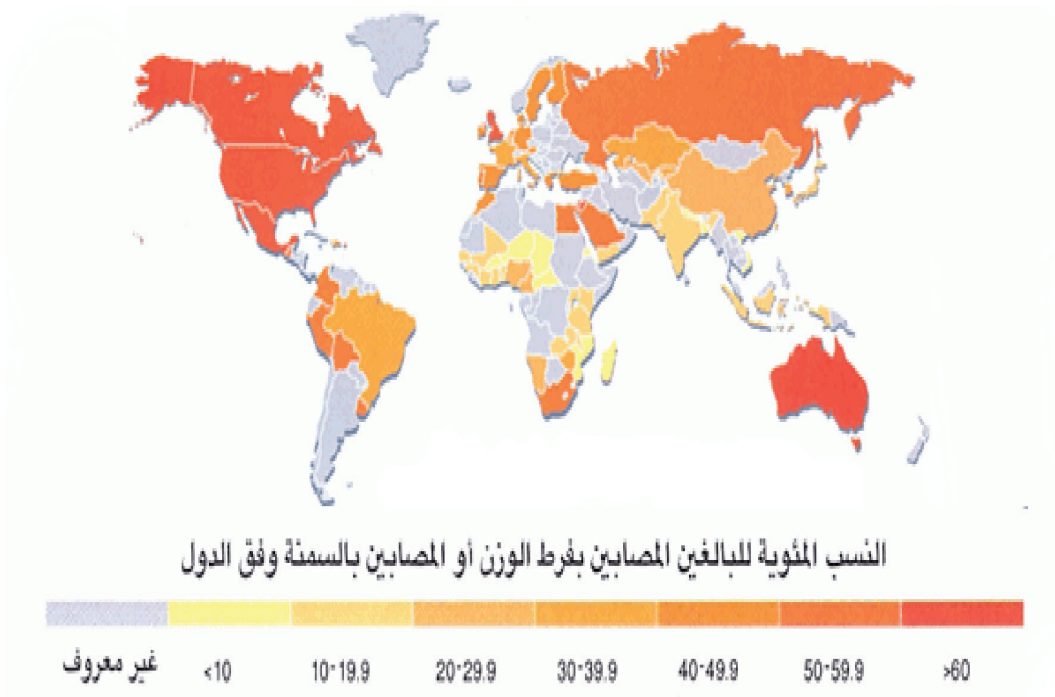 النسب المئوية للبالغين المصابين بفرط الوزن أو المصابين بالسمنة وفق الدول
غير معروف <10 10-19.9 20-29.9 30-39.9 40-49.9 50-59.9 >60